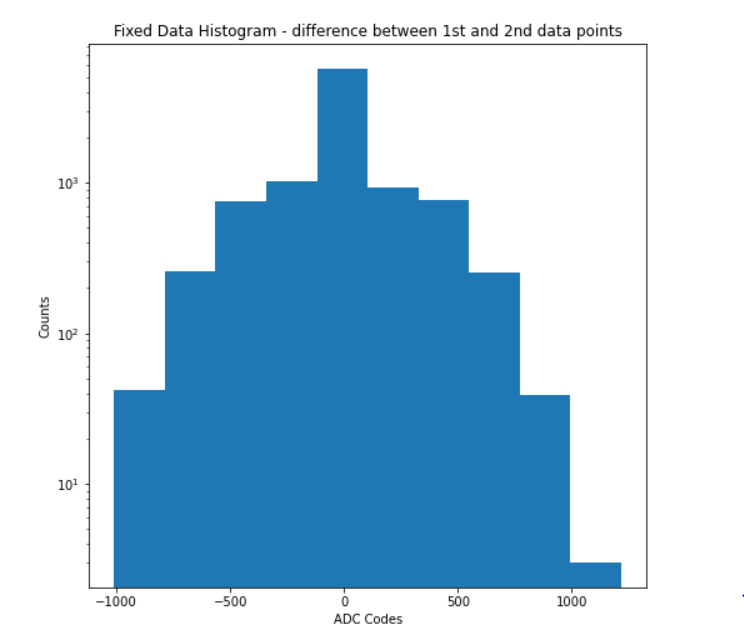 Fixed Data Histogram - difference between 1st and 2nd data points
Counts
10³
10²
10¹
−1000 −500 0 500 1000
ADC Codes